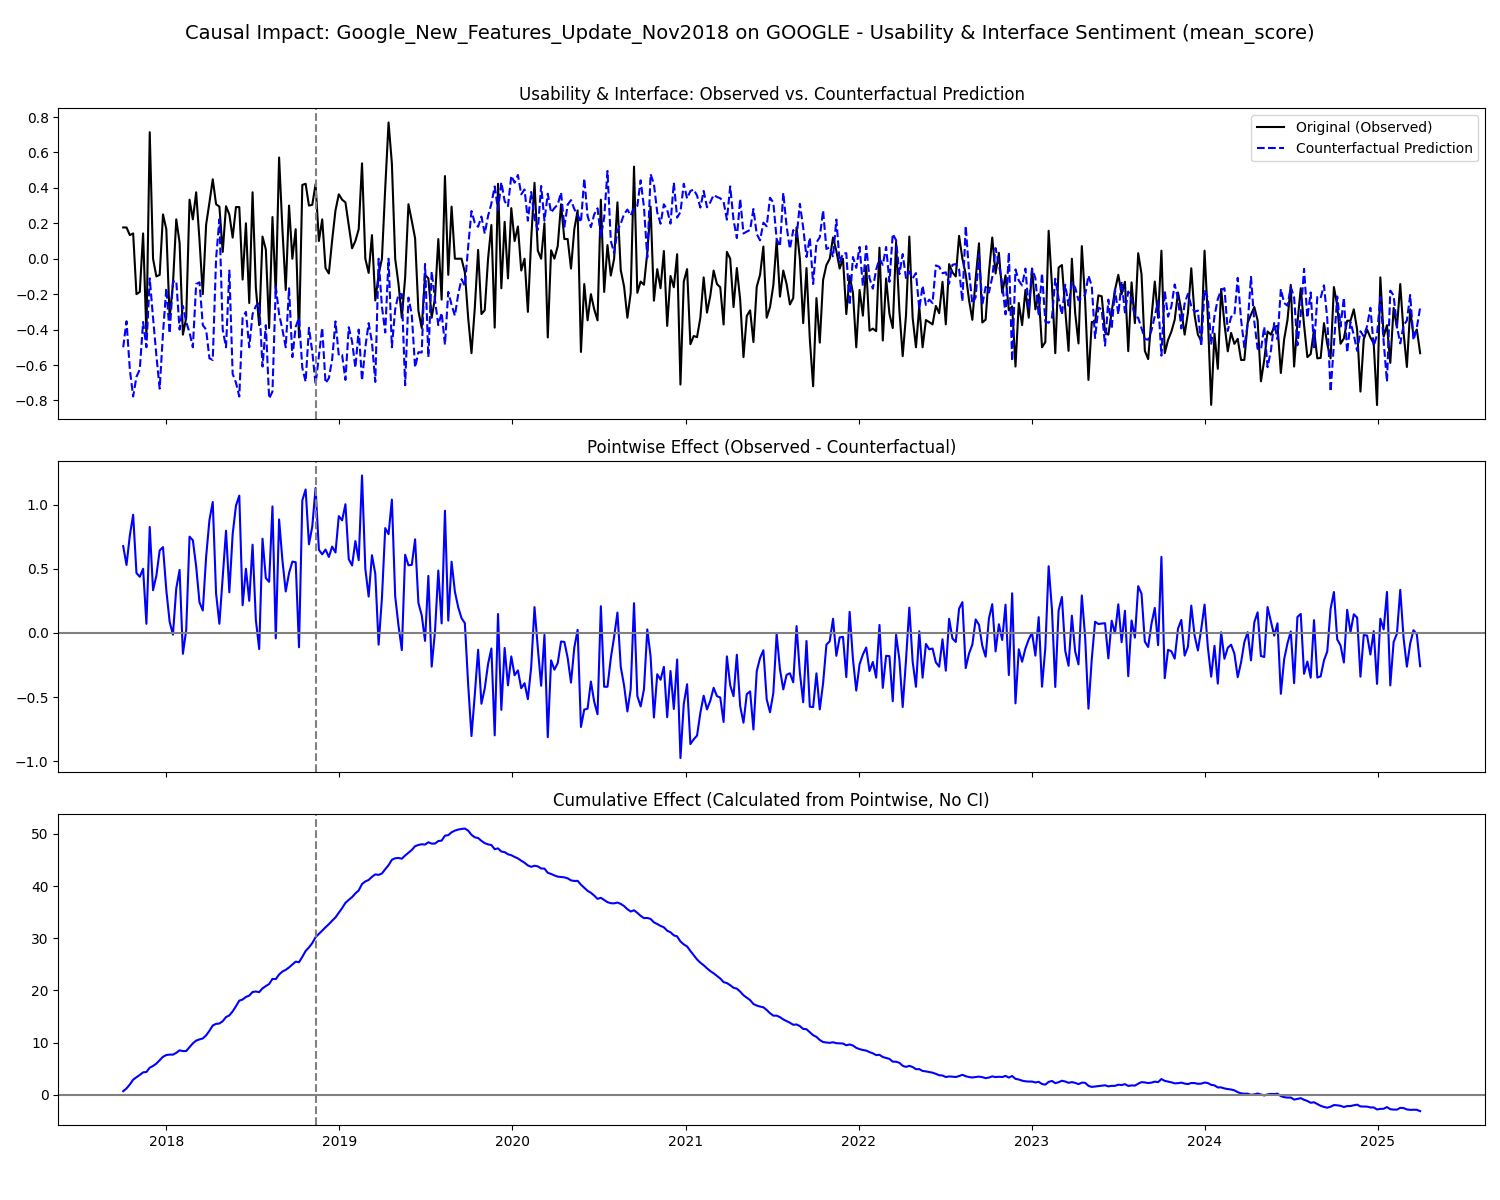 Causal Impact: Google_New_Features_Update_Nov2018 on GOOGLE - Usability & Interface Sentiment (mean_score)
Usability & Interface: Observed vs. Counterfactual Prediction
Original (Observed)
Counterfactual Prediction
0.8
0.6
0.4
0.2
0.0
−0.2
−0.4
−0.6
−0.8
Pointwise Effect (Observed - Counterfactual)
1.0
0.5
0.0
−0.5
−1.0
Cumulative Effect (Calculated from Pointwise, No CI)
50
40
30
20
10
0
2018 2019 2020 2021 2022 2023 2024 2025